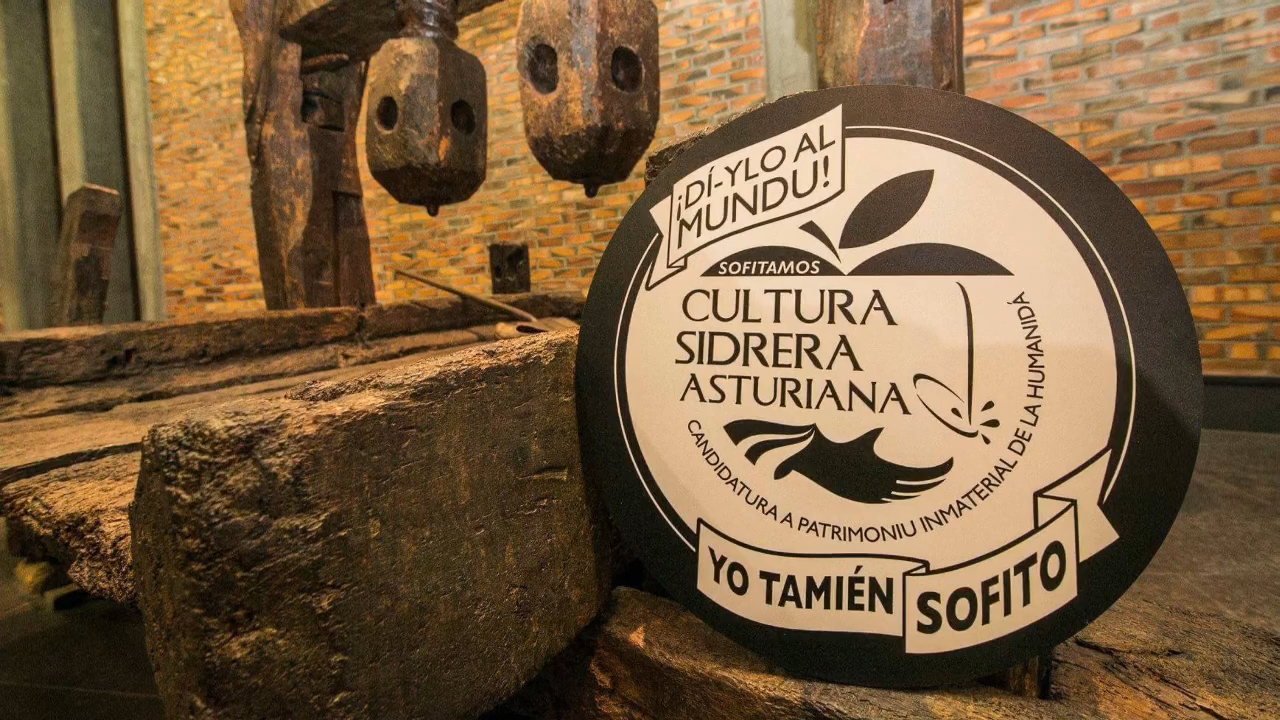 ¡DÍ-YLO AL
MUNDU!
SOFITAMOS
CULTURA
SIDRERA
ASTURIANA
CANDIDATURA A PATRIMONIU INMATERIAL DE LA HUMANIDÁ
YO TAMIÉN
SOFITO